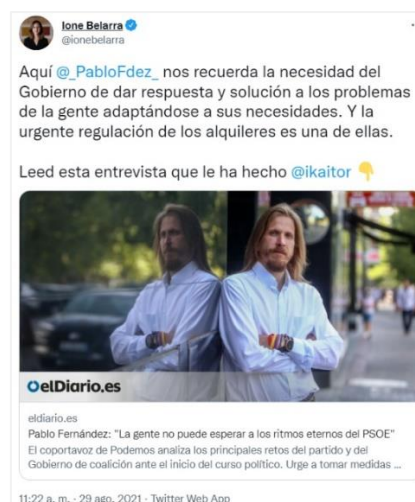 Ione Belarra
@ionebelarra
Aquí @_PabloFdez_ nos recuerda la necesidad del
Gobierno de dar respuesta y solución a los problemas
de la gente adaptándose a sus necesidades. Y la
urgente regulación de los alquileres es una de ellas.
Leed esta entrevista que le ha hecho @ikaitor 👇
elDiario.es
eldiario.es
Pablo Fernández: "La gente no puede esperar a los ritmos eternos del PSOE"
El coportavoz de Podemos analiza los principales retos del partido y del
Gobierno de coalición ante el inicio del curso político. Urge a tomar medidas ...
11:22 a. m. · 29 ago. 2021 · Twitter Web App